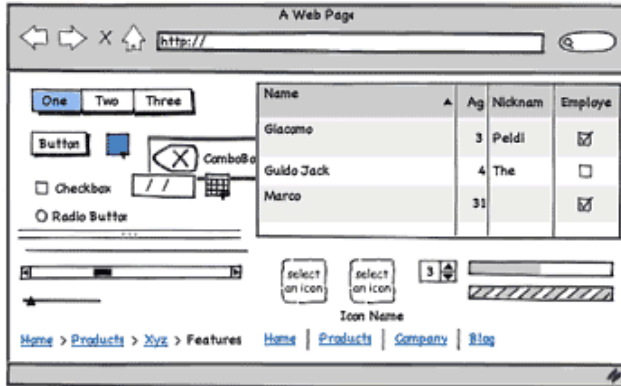 A Web Page
http://
One Two Three
Name Ag Nicknam Employe
Button
Giacomo 3 Peldi
ComboBo
Guido Jack 4 The
Checkbox / /
Marco 31
Radio Button
select an icon
select an icon
3
Icon Name
Home > Products > Xyz > Features
Home | Products | Company | Blog